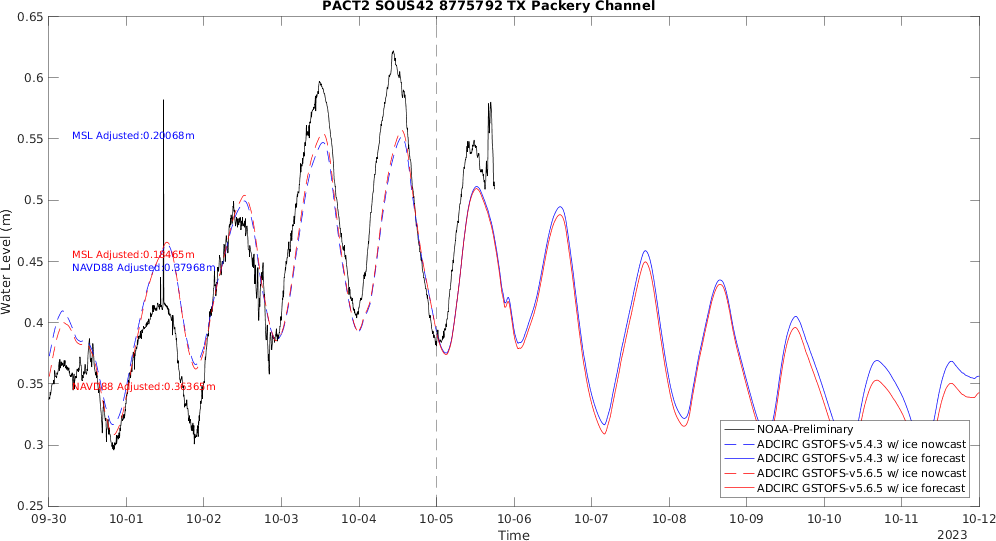 PACT2 SOUS42 8775792 TX Packery Channel
Water Level (m)
0.65
0.6
0.55
0.5
0.45
0.4
0.35
0.3
0.25
MSL Adjusted:0.20068m
MSL Adjusted:0.18465m
NAVD88 Adjusted:0.37968m
NAVD88 Adjusted:0.36365m
NOAA-Preliminary
ADCIRC GSTOFS-v5.4.3 w/ ice nowcast
ADCIRC GSTOFS-v5.4.3 w/ ice forecast
ADCIRC GSTOFS-v5.6.5 w/ ice nowcast
ADCIRC GSTOFS-v5.6.5 w/ ice forecast
09-30 10-01 10-02 10-03 10-04 10-05 10-06 10-07 10-08 10-09 10-10 10-11 10-12
Time
2023